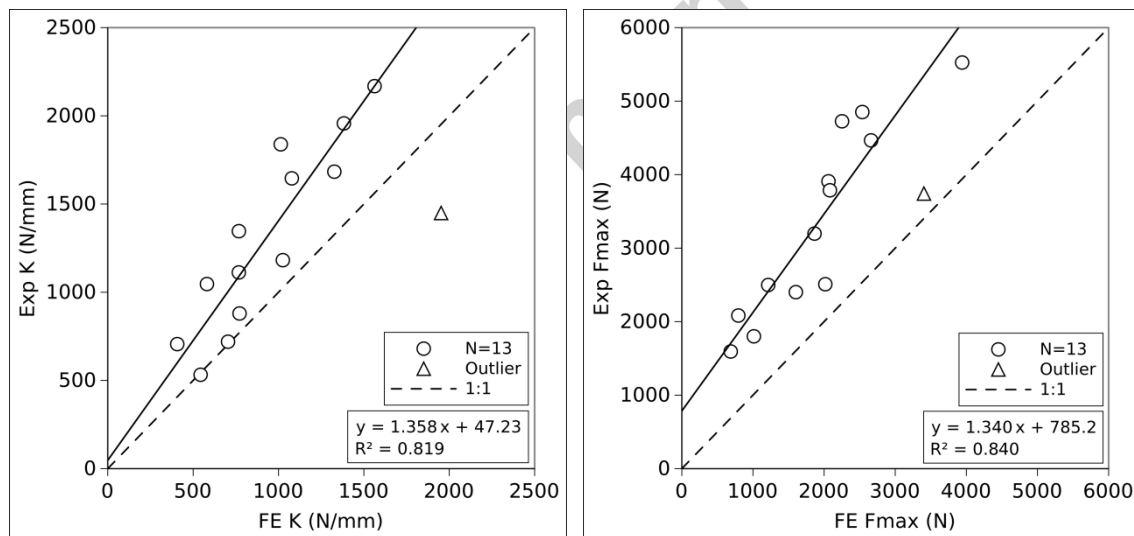 2500
2000
1500
1000
500
0
Exp K (N/mm)
N=13
Outlier
1:1
y = 1.358x + 47.23
R² = 0.819
0 500 1000 1500 2000 2500
FE K (N/mm)
6000
5000
4000
3000
2000
1000
0
Exp Fmax (N)
N=13
Outlier
1:1
y = 1.340x + 785.2
R² = 0.840
0 1000 2000 3000 4000 5000 6000
FE Fmax (N)